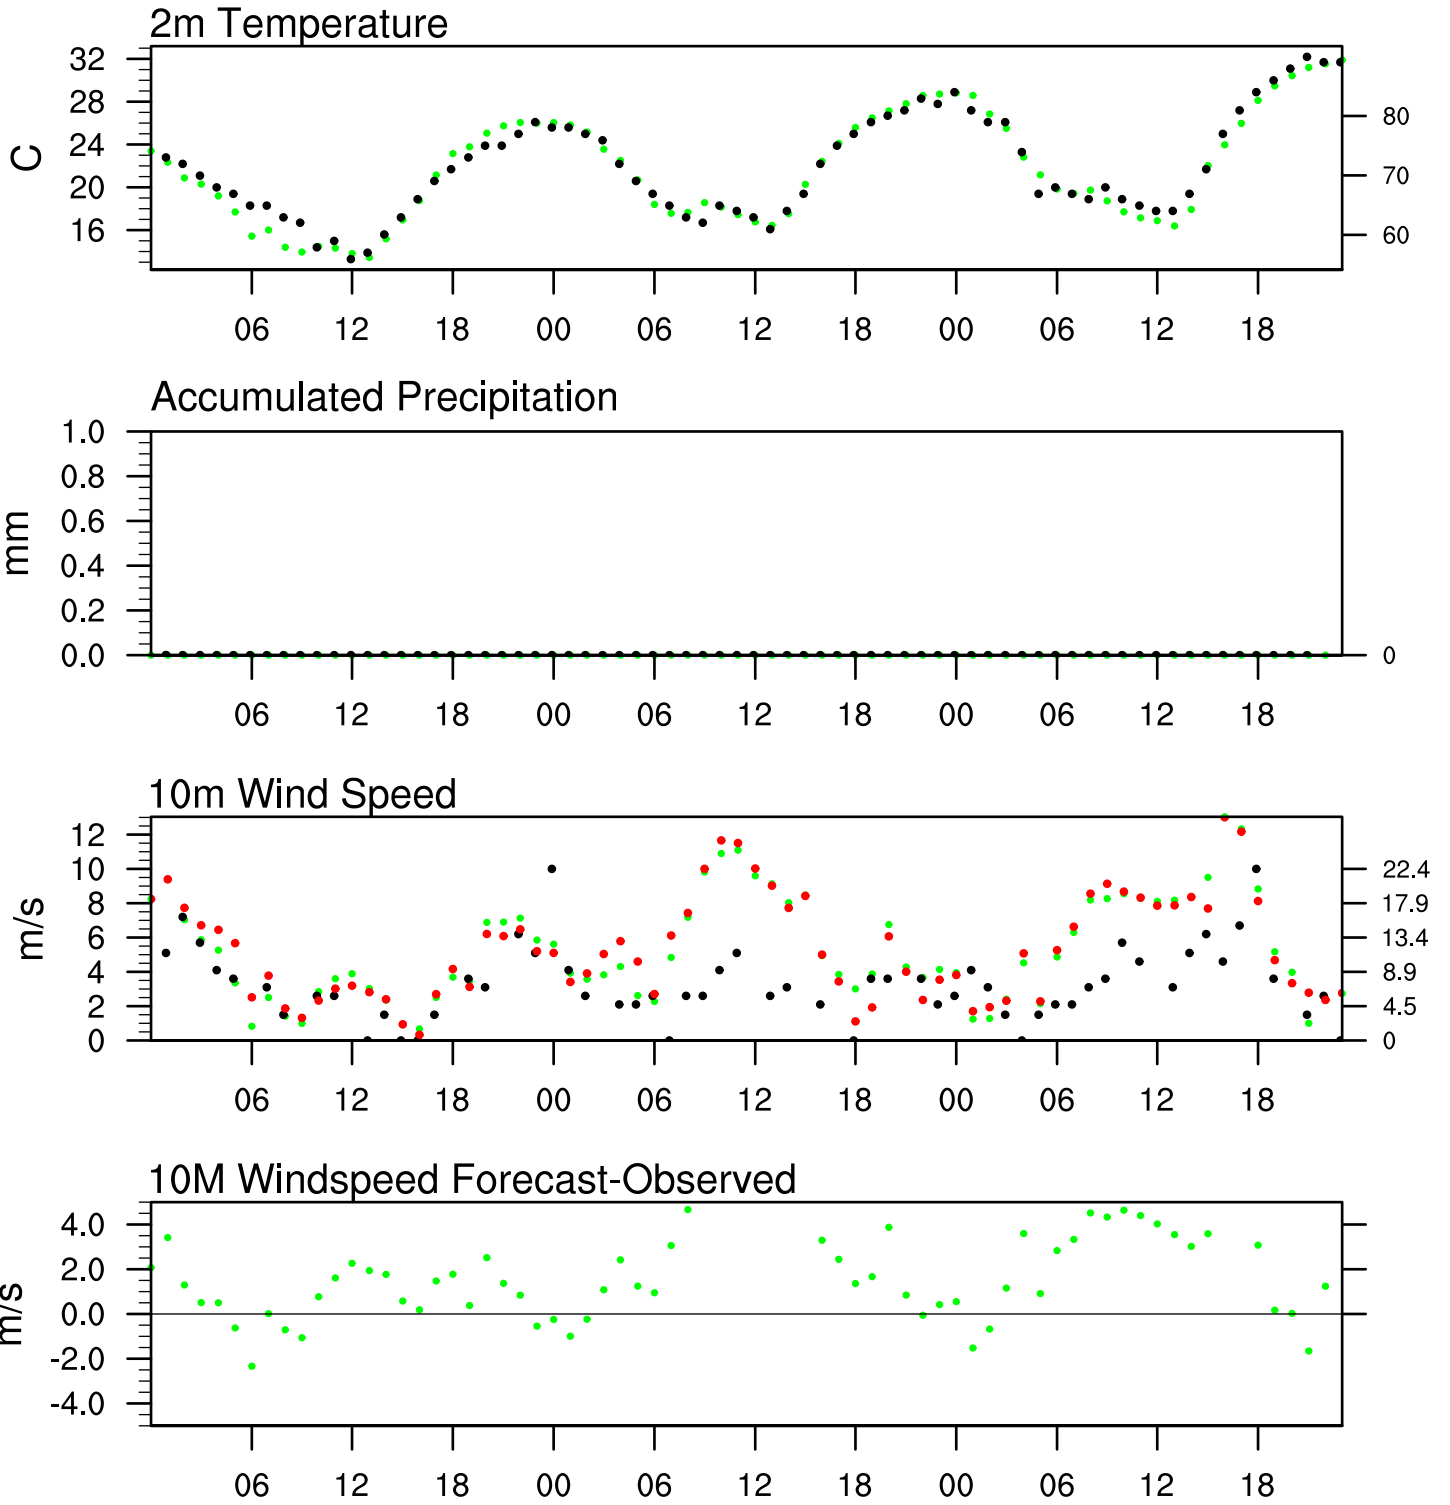 2m Temperature
32
28
24
20
16
C
80
70
60
06 12 18 00 06 12 18 00 06 12 18
Accumulated Precipitation
1.0
0.8
0.6
0.4
0.2
0.0
mm
0
06 12 18 00 06 12 18 00 06 12 18
10m Wind Speed
12
10
8
6
4
2
0
m/s
22.4
17.9
13.4
8.9
4.5
0
06 12 18 00 06 12 18 00 06 12 18
10M Windspeed Forecast-Observed
4.0
2.0
0.0
-2.0
-4.0
m/s
06 12 18 00 06 12 18 00 06 12 18